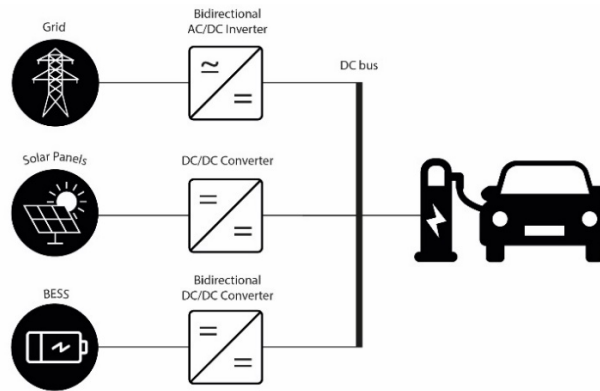 Grid
Bidirectional
AC/DC Inverter
DC bus
Solar Panels
DC/DC Converter
BESS
Bidirectional
DC/DC Converter